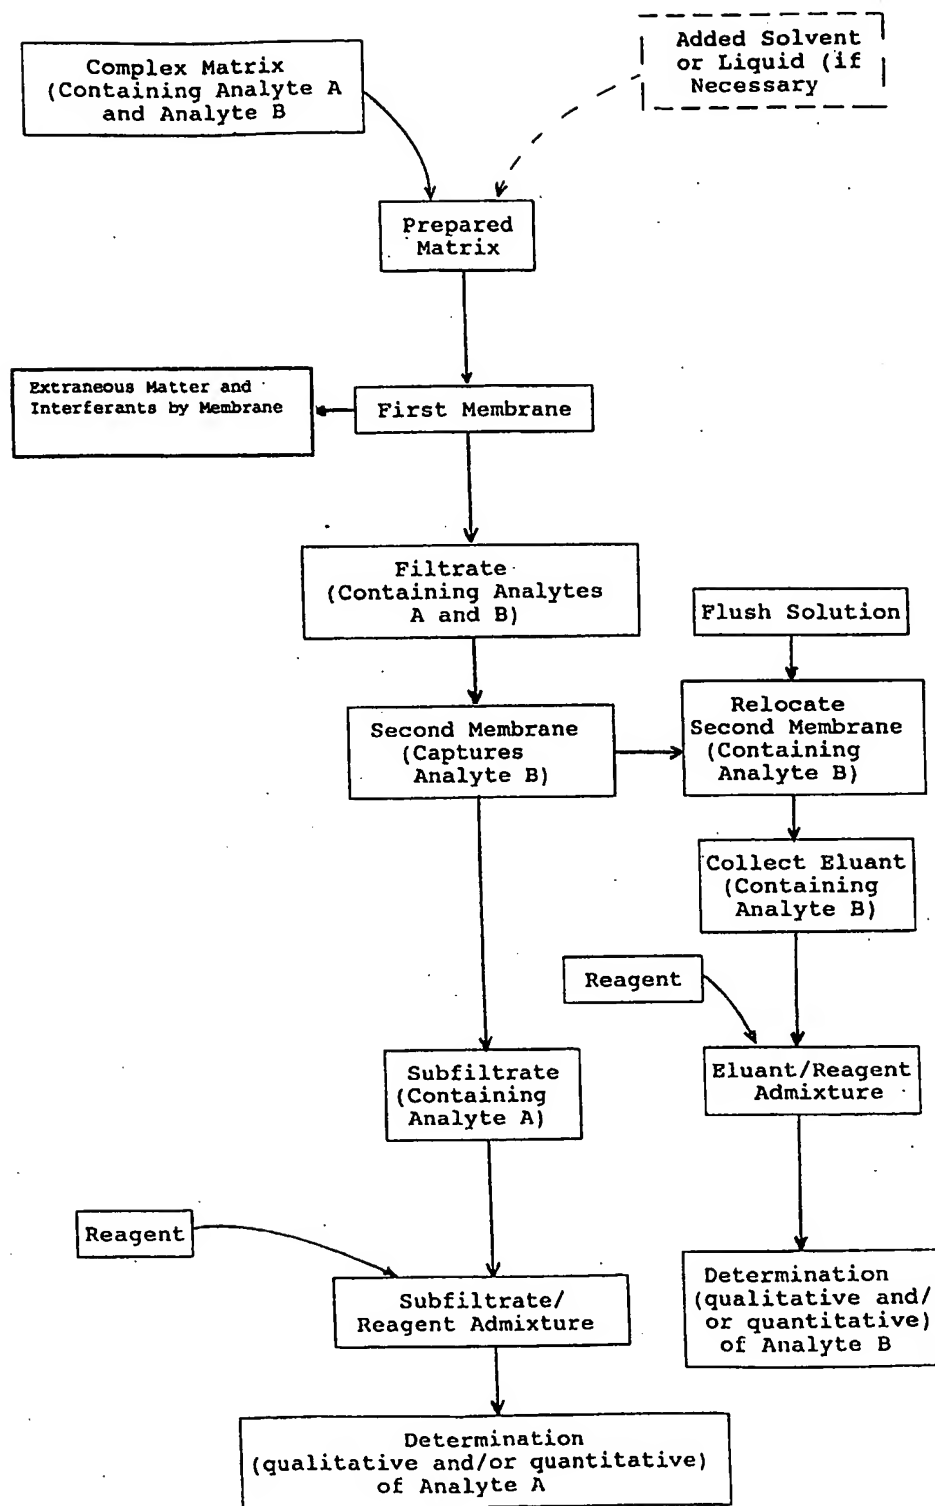 Complex Matrix
(Containing Analyte A
and Analyte B
Added Solvent
or Liquid (if
Necessary
Prepared
Matrix
Extraneous Matter and
Interferants by Membrane
First Membrane
Filtrate
(Containing Analytes
A and B)
Flush Solution
Second Membrane
(Captures
Analyte B)
Relocate
Second Membrane
(Containing
Analyte B)
Collect Eluant
(Containing
Analyte B)
Reagent
Subfiltrate
(Containing
Analyte A)
Eluant/Reagent
Admixture
Reagent
Subfiltrate/
Reagent Admixture
Determination
(qualitative and/
or quantitative)
of Analyte B
Determination
(qualitative and/or quantitative)
of Analyte A